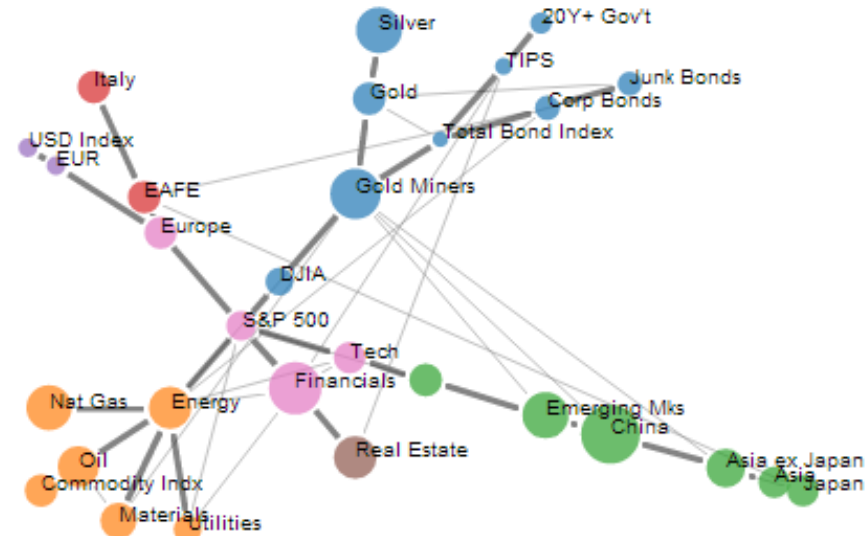 Silver
20Y+ Gov't
TIPS
Italy
Junk Bonds
Gold
Corp Bonds
Total Bond Index
USD Index
EUR
EAFE
Gold Miners
Europe
DJIA
S&P 500
Tech
Financials
Nat Gas
Energy
Emerging Mks
China
Real Estate
Oil
Asia ex Japan
Commodity Indx
Asia
Japan
Materials
Utilities